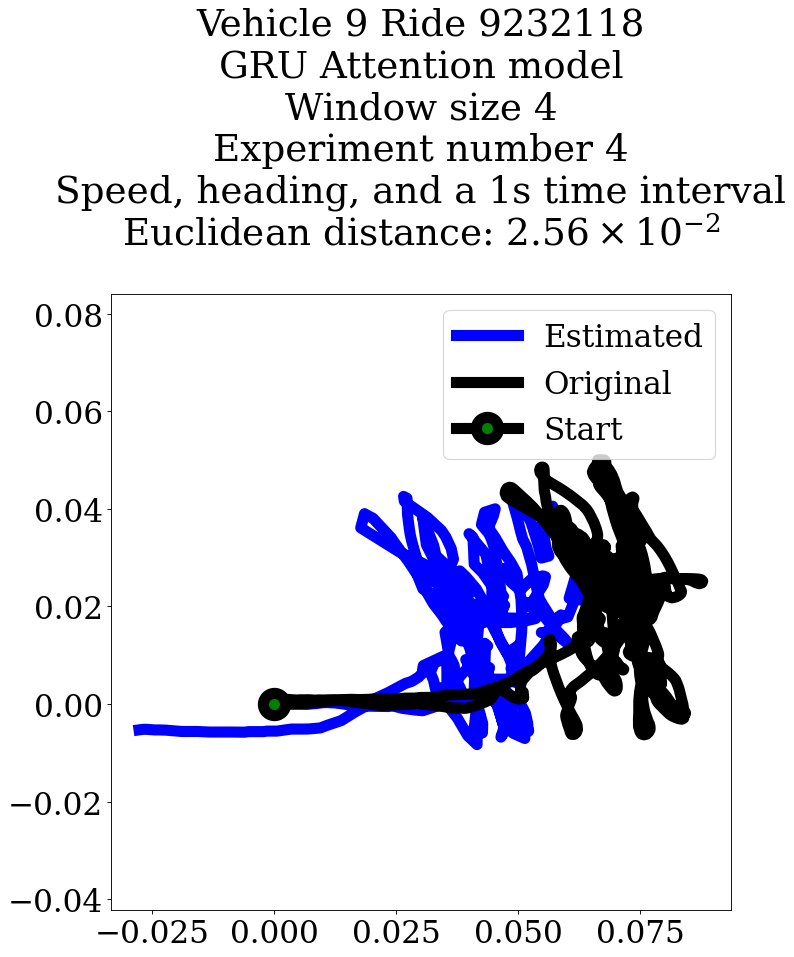 Vehicle 9 Ride 9232118
GRU Attention model
Window size 4
Experiment number 4
Speed, heading, and a 1s time interval
Euclidean distance: 2.56 × 10⁻²
Estimated
Original
Start
0.08
0.06
0.04
0.02
0.00
−0.02
−0.04
−0.025 0.000 0.025 0.050 0.075